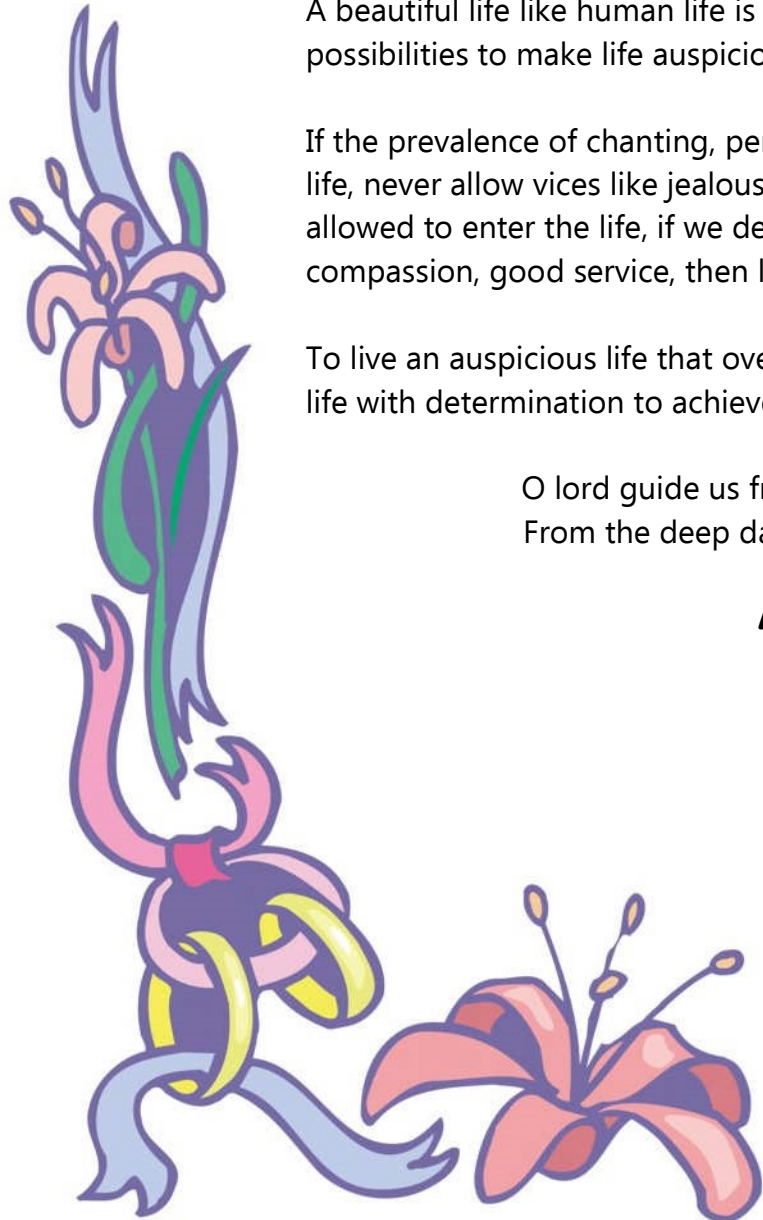 A beautiful life like human life is
possibilities to make life auspicio
If the prevalence of chanting, per
life, never allow vices like jealous
allowed to enter the life, if we de
compassion, good service, then l
To live an auspicious life that ove
life with determination to achieve
O lord guide us fr
From the deep da